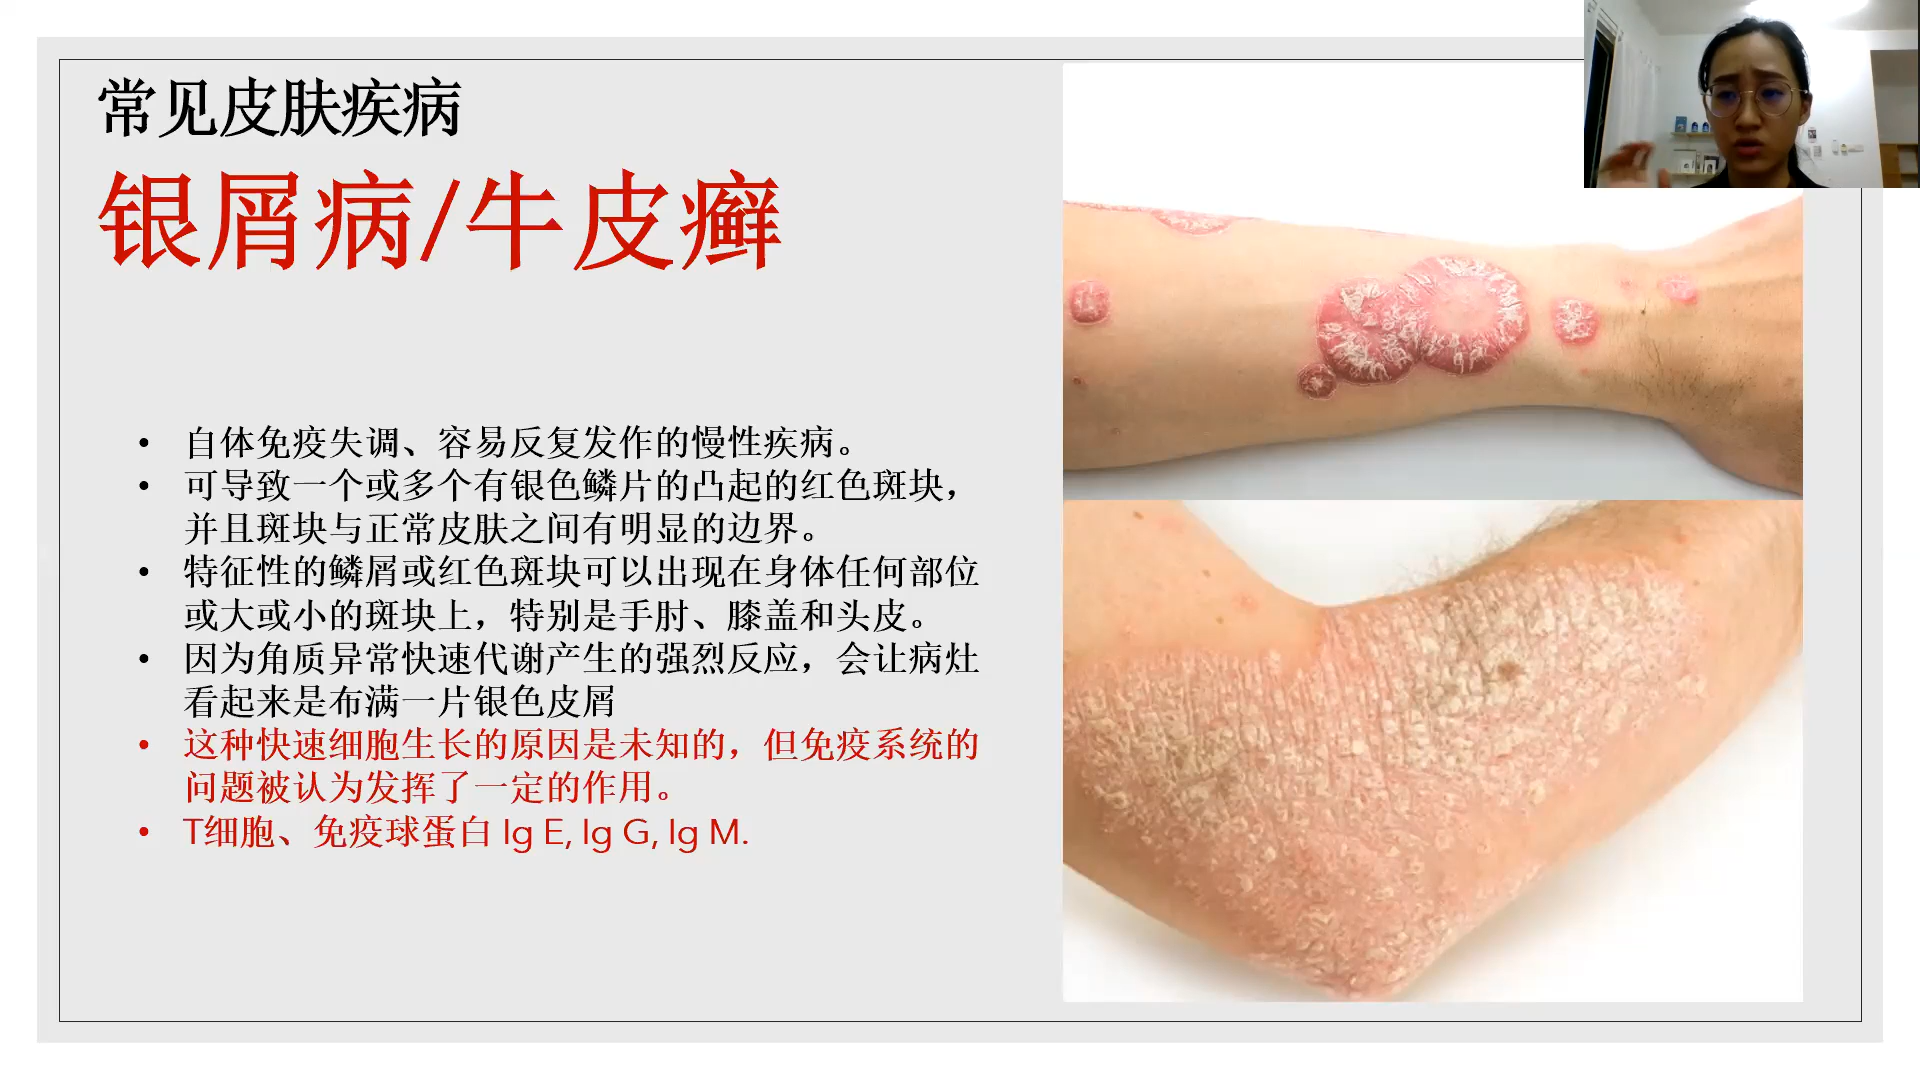 常见皮肤疾病
银屑病/牛皮癣
• 自体免疫失调、容易反复发作的慢性疾病。
• 可导致一个或多个有银色鳞片的凸起的红色斑块，
并且斑块与正常皮肤之间有明显的边界。
• 特征性的鳞屑或红色斑块可以出现在身体任何部位
或大或小的斑块上，特别是手肘、膝盖和头皮。
• 因为角质异常快速代谢产生的强烈反应，会让病灶
看起来是布满一片银色皮屑
• 这种快速细胞生长的原因是未知的，但免疫系统的
问题被认为发挥了一定的作用。
• T细胞、免疫球蛋白 Ig E, Ig G, Ig M.